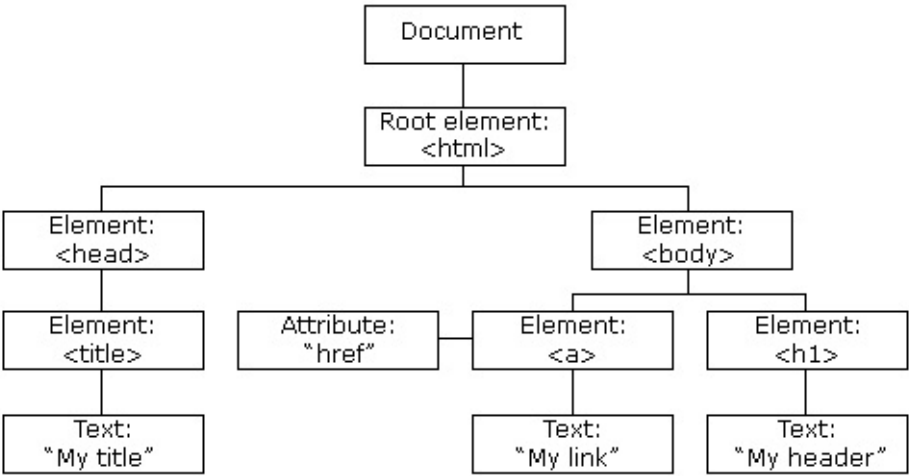 Document
Root element:
<html>
Element:
<head>
Element:
<body>
Element:
<title>
Attribute:
“href”
Element:
<a>
Element:
<h1>
Text:
“My title”
Text:
“My link”
Text:
“My header”